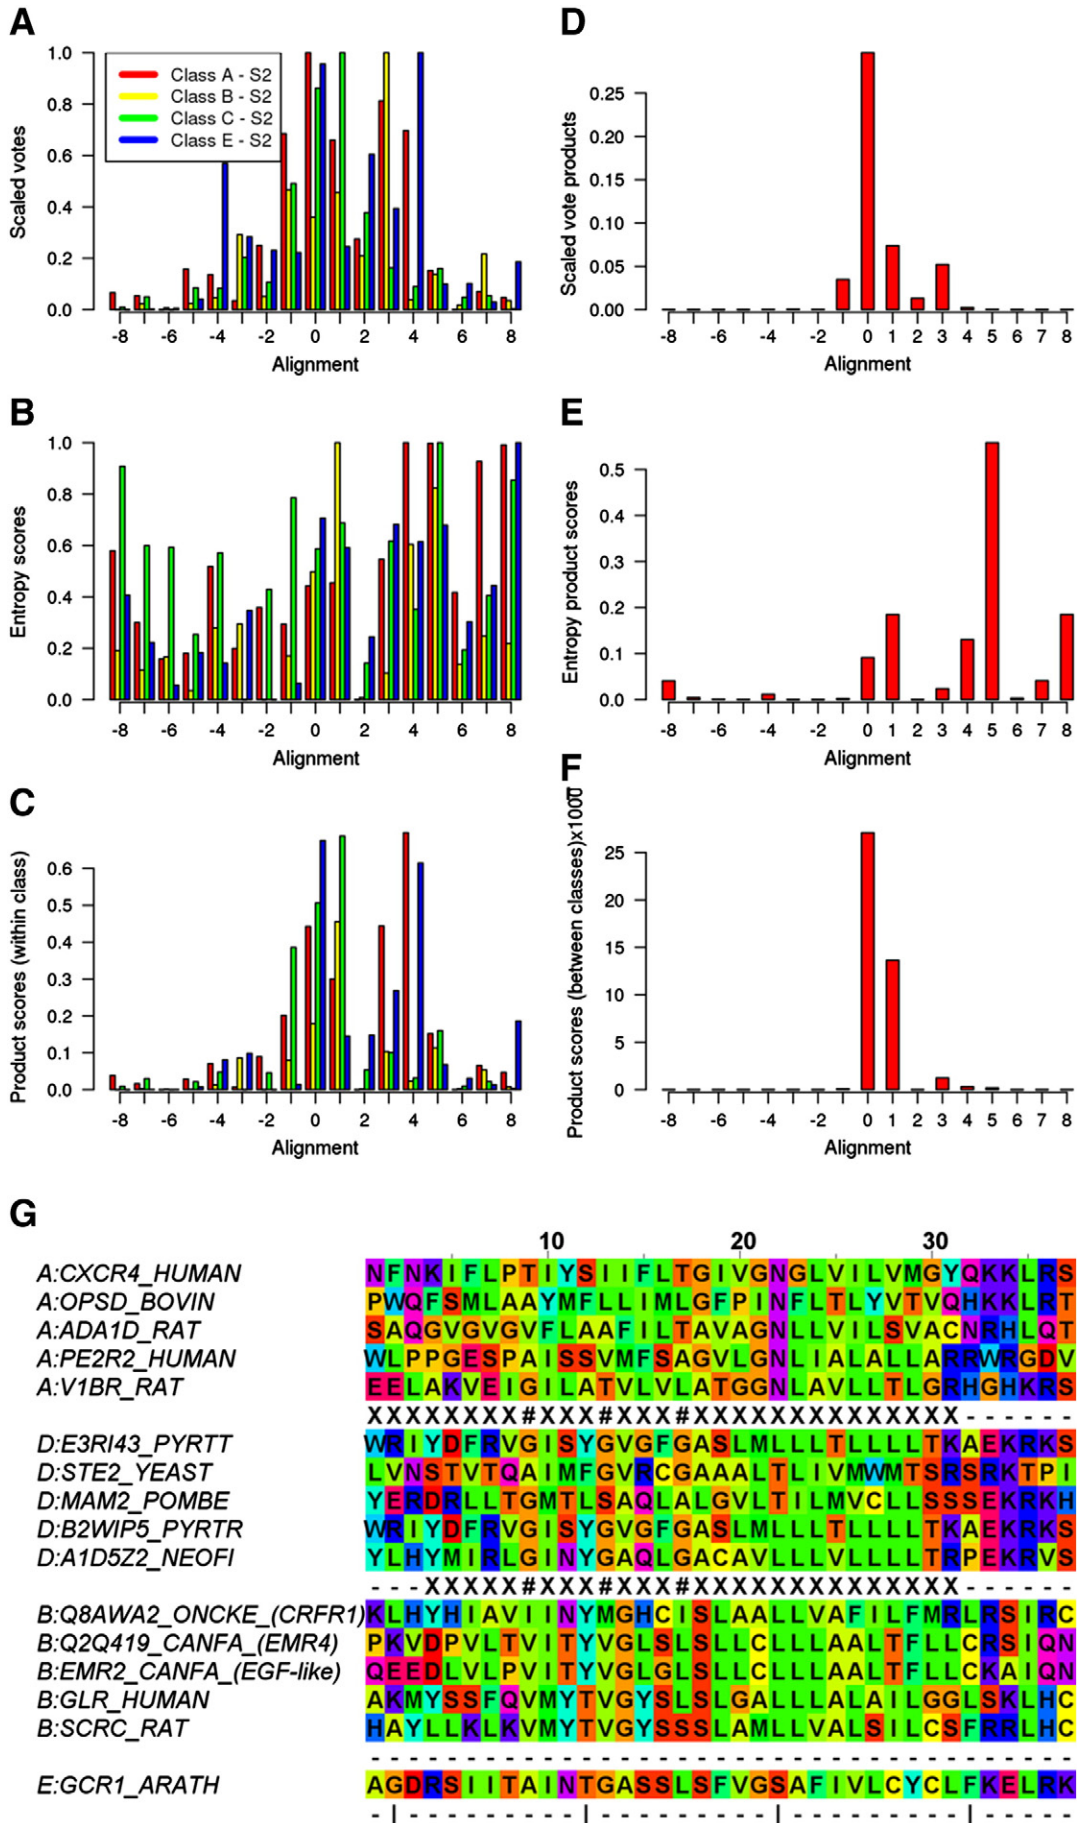 A
Scaled votes
1.0
0.8
0.6
0.4
0.2
0.0
Class A - S2
Class B - S2
Class C - S2
Class E - S2
-8 -4 -2 0 2 4 6 8
Alignment
D
Scaled vote products
0.25
0.20
0.15
0.10
0.05
0.00
-8 -6 -4 -2 0 1 2 3 4 5 6 7 8
Alignment
B
Entropy scores
1.0
0.8
0.6
0.4
0.2
0.0
-8 -6 -4 -2 0 2 4 6 8
Alignment
E
Entropy product scores
0.5
0.4
0.3
0.2
0.1
0.0
-8 -6 -4 -2 0 1 2 3 4 5 6 7 8
Alignment
C
Product scores (within class)
0.6
0.5
0.4
0.3
0.2
0.1
0.0
-8 -6 -4 -2 0 2 4 6 8
Alignment
F
Product scores (between classes)x1000
25
20
15
10
5
0
-8 -6 -4 -2 0 1 2 3 4 5 6 7 8
Alignment
G
10 20 30
A:CXCR4_HUMAN NFNKIFLPTIYSIIFLTGIVGNGLVILVMGYQKKLRS
A:OPSD_BOVIN PWQFSMLAAYMFLLIMLGFPINFLTLYVTVQHKKLRT
A:ADA1D_RAT SAQGVGVGVFLAAFILTAVAGNLLVILSVACNRHLQT
A:PE2R2_HUMAN WLPPGESPAISSVMFSAGVLGNLIALALLARRWRGDV
A:V1BR_RAT EELAKVEIGILATVLVLATGGNLAVLLTLGRHGHKRS
XXXXXXXX#XXX#XXX#XXXXXXXXXXXXXX------
D:E3RI43_PYRTT WRIYDFRVGISYGVGFGASLMLLLTLLLLTKAEKRKS
D:STE2_YEAST LVNSTVTQAIMFGVRCGAAALTLIVMWMTSRSRKTPI
D:MAM2_POMBE YERDRLLTGMTLSAQLALGVLTILMVCLLSSSEKRKH
D:B2WIP5_PYRTR WRIYDFRVGISYGVGFGASLMLLLTLLLLTKAEKRKS
D:A1D5Z2_NEOFI YLHYMIRLGINYGAQLGACAVLLLVLLLLTRPEKRVS
---XXXXX#XXX#XXX#XXXXXXXXXXXXXX------
B:Q8AWA2_ONCKE_(CRFR1) KLHYHIAVIINYMGHCISLAALLVAFILFMRLRSIRC
B:Q2Q419_CANFA_(EMR4) PKVDPVLTVITYVGLSLSLLCLLLAALTFLLCRSIQN
B:EMR2_CANFA_(EGF-like) QEEDLVLPVITYVGLGLSLLCLLLAALTFLLCKAIQN
B:GLR_HUMAN AKMYSSFQVMYTVGYSLSLGALLLALAILGGLSKLHC
B:SCRC_RAT HAYLLKLKVMYTVGYSSSLAMLLVALSILCSFRRLHC
-------------------------------------
E:GCR1_ARATH AGDRSIITAINTGASSLSFVGSAFIVLCYCLFKELRK
-|---------|---------|---------|-----